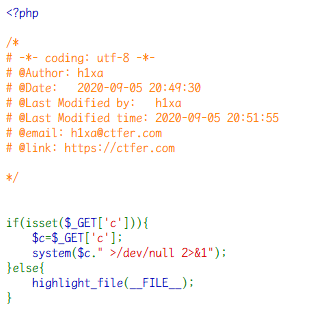 <?php
/*
# -*- coding: utf-8 -*-
# @Author: h1xa
# @Date:   2020-09-05 20:49:30
# @Last Modified by:   h1xa
# @Last Modified time: 2020-09-05 20:51:55
# @email: h1xa@ctfer.com
# @link: https://ctfer.com
*/
if(isset($_GET['c'])){
    $c=$_GET['c'];
    system($c." >/dev/null 2>&1");
}else{
    highlight_file(__FILE__);
}